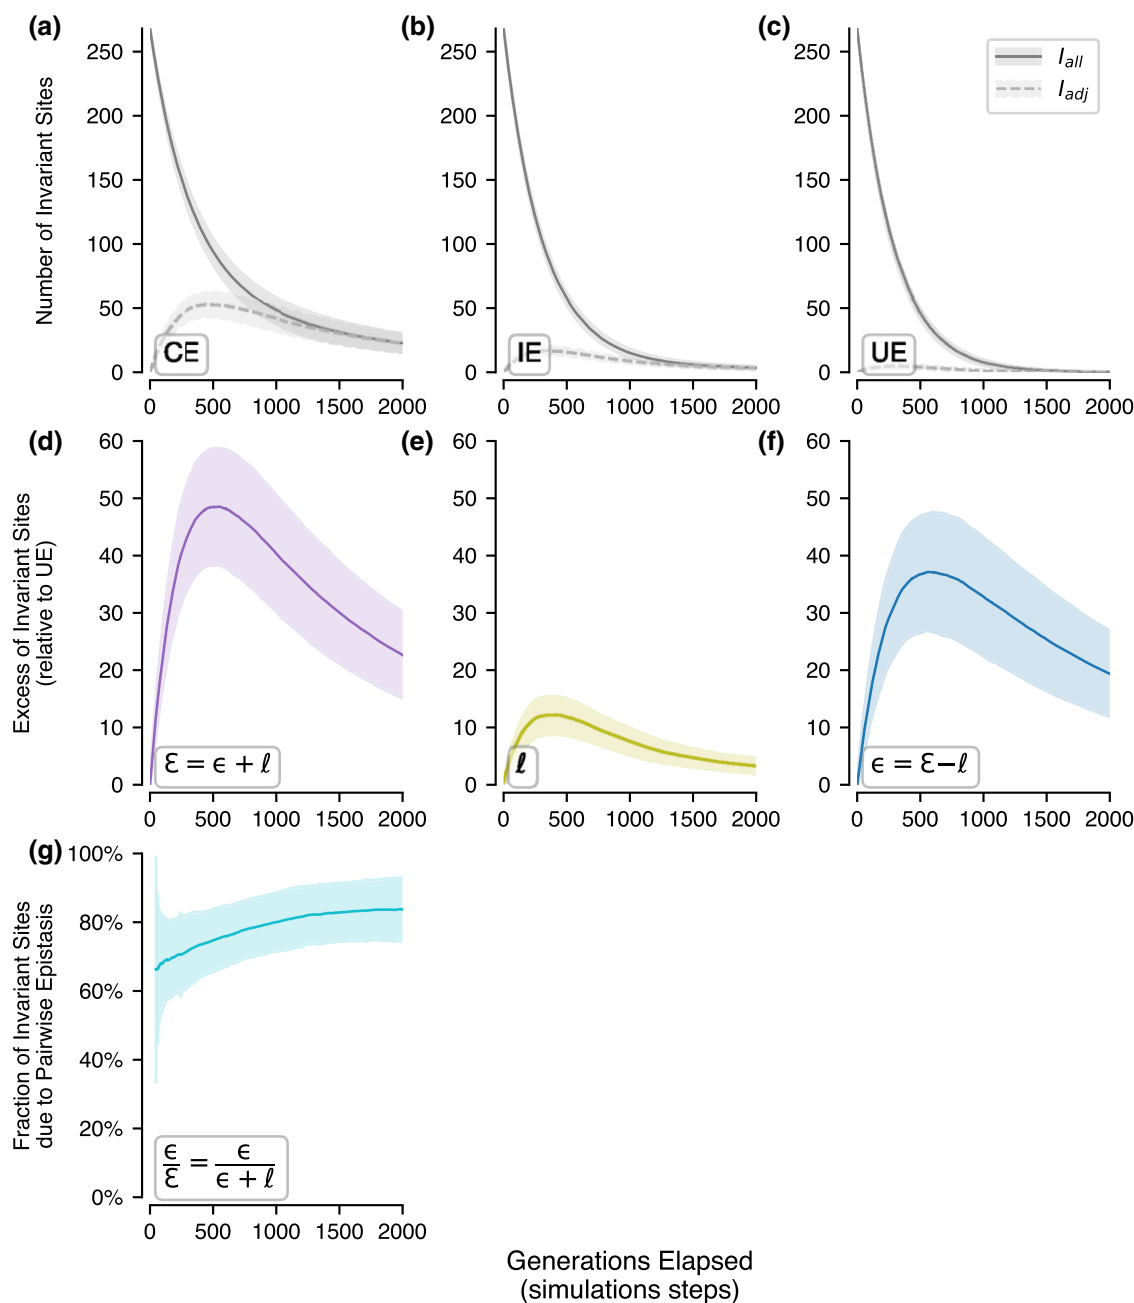 (a)
(b)
(c)
Number of Invariant Sites
250
200
150
100
50
0
0 500 1000 1500 2000
CE
250
200
150
100
50
0
0 500 1000 1500 2000
IE
250
200
150
100
50
0
0 500 1000 1500 2000
UE
I_all
I_adj
(d)
(e)
(f)
Excess of Invariant Sites
(relative to UE)
60
50
40
30
20
10
0
0 500 1000 1500 2000
Ɛ = ϵ + ℓ
60
50
40
30
20
10
0
0 500 1000 1500 2000
ℓ
60
50
40
30
20
10
0
0 500 1000 1500 2000
ϵ = Ɛ−ℓ
(g)
Fraction of Invariant Sites
due to Pairwise Epistasis
100%
80%
60%
40%
20%
0%
0 500 1000 1500 2000
ϵ/Ɛ = ϵ/(ϵ + ℓ)
Generations Elapsed
(simulations steps)